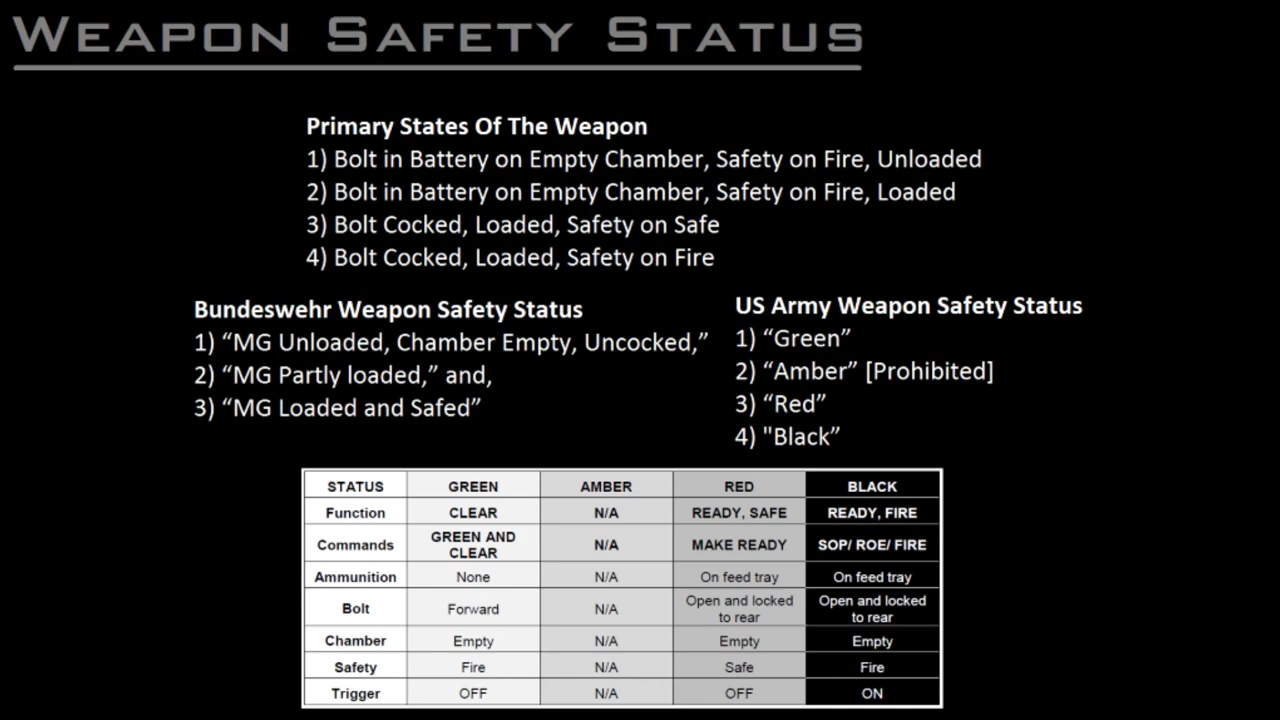 WEAPON SAFETY STATUS
Primary States Of The Weapon
1) Bolt in Battery on Empty Chamber, Safety on Fire, Unloaded
2) Bolt in Battery on Empty Chamber, Safety on Fire, Loaded
3) Bolt Cocked, Loaded, Safety on Safe
4) Bolt Cocked, Loaded, Safety on Fire
Bundeswehr Weapon Safety Status
1) “MG Unloaded, Chamber Empty, Uncocked,”
2) “MG Partly loaded,” and,
3) “MG Loaded and Safed”
US Army Weapon Safety Status
1) “Green”
2) “Amber” [Prohibited]
3) “Red”
4) "Black”
STATUS GREEN AMBER RED BLACK
Function CLEAR N/A READY, SAFE READY, FIRE
Commands GREEN AND CLEAR N/A MAKE READY SOP/ ROE/ FIRE
Ammunition None N/A On feed tray On feed tray
Bolt Forward N/A Open and locked to rear Open and locked to rear
Chamber Empty N/A Empty Empty
Safety Fire N/A Safe Fire
Trigger OFF N/A OFF ON